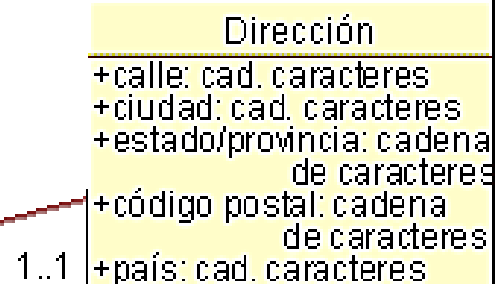 Dirección
+calle: cad. caracteres
+ciudad: cad. caracteres
+estado/provincia: cadena
de caracteres
+código postal: cadena
de caracteres
1..1
+país: cad. caracteres